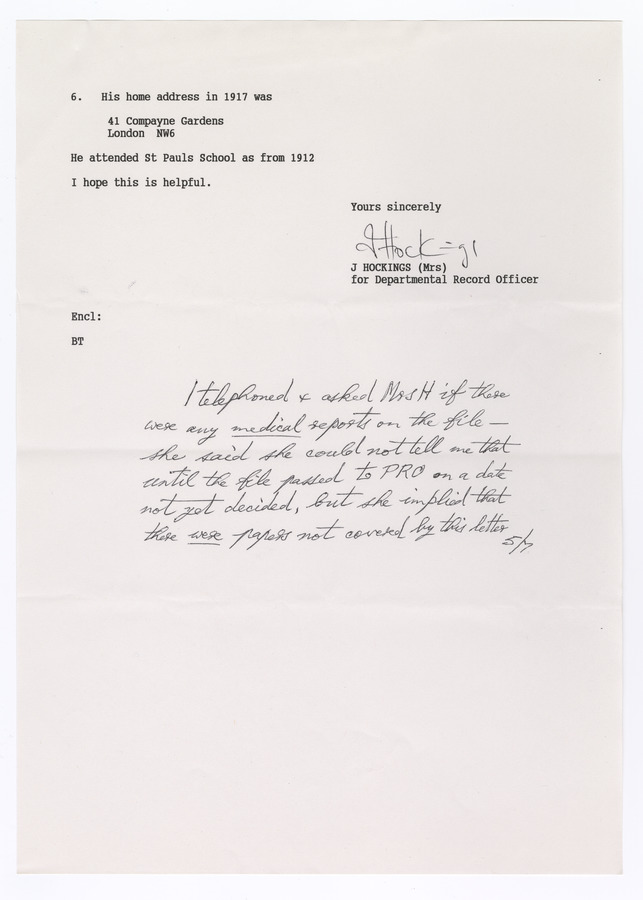 6. His home address in 1917 was
41 Compayne Gardens
London NW6
He attended St Pauls School as from 1912
I hope this is helpful.
Yours sincerely
J Hockings
J HOCKINGS (Mrs)
for Departmental Record Officer
Encl:
BT
I telephoned & asked Mrs H if there
were any medical reports on the file —
she said she could not tell me that
until the file passed to PRO on a date
not yet decided, but she implied that
there were papers not covered by this letter
5/7